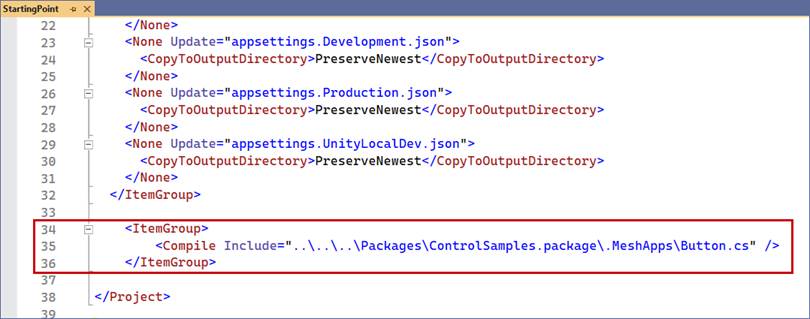 StartingPoint
22 </None>
23 <None Update="appsettings.Development.json">
24 <CopyToOutputDirectory>PreserveNewest</CopyToOutputDirectory>
25 </None>
26 <None Update="appsettings.Production.json">
27 <CopyToOutputDirectory>PreserveNewest</CopyToOutputDirectory>
28 </None>
29 <None Update="appsettings.UnityLocalDev.json">
30 <CopyToOutputDirectory>PreserveNewest</CopyToOutputDirectory>
31 </None>
32 </ItemGroup>
33
34 <ItemGroup>
35 <Compile Include="..\..\..\Packages\ControlSamples.package\.MeshApps\Button.cs" />
36 </ItemGroup>
37
38 </Project>
39